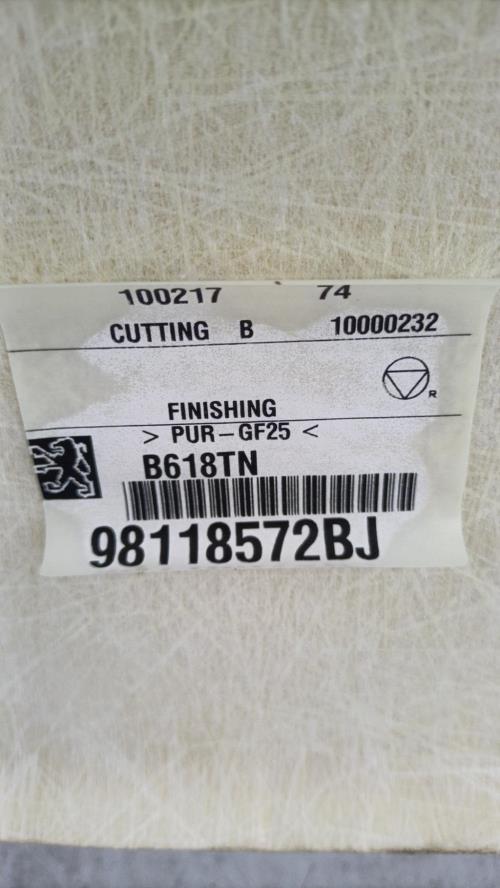 100217 74
CUTTING B 10000232
R
FINISHING
> PUR-GF25 <
B618TN
98118572BJ